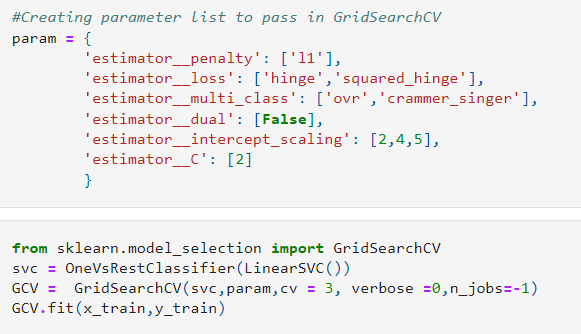 #Creating parameter list to pass in GridSearchCV
param = {
        'estimator__penalty': ['l1'],
        'estimator__loss': ['hinge','squared_hinge'],
        'estimator__multi_class': ['ovr','crammer_singer'],
        'estimator__dual': [False],
        'estimator__intercept_scaling': [2,4,5],
        'estimator__C': [2]
        }
from sklearn.model_selection import GridSearchCV
svc = OneVsRestClassifier(LinearSVC())
GCV =  GridSearchCV(svc,param,cv = 3, verbose =0,n_jobs=-1)
GCV.fit(x_train,y_train)